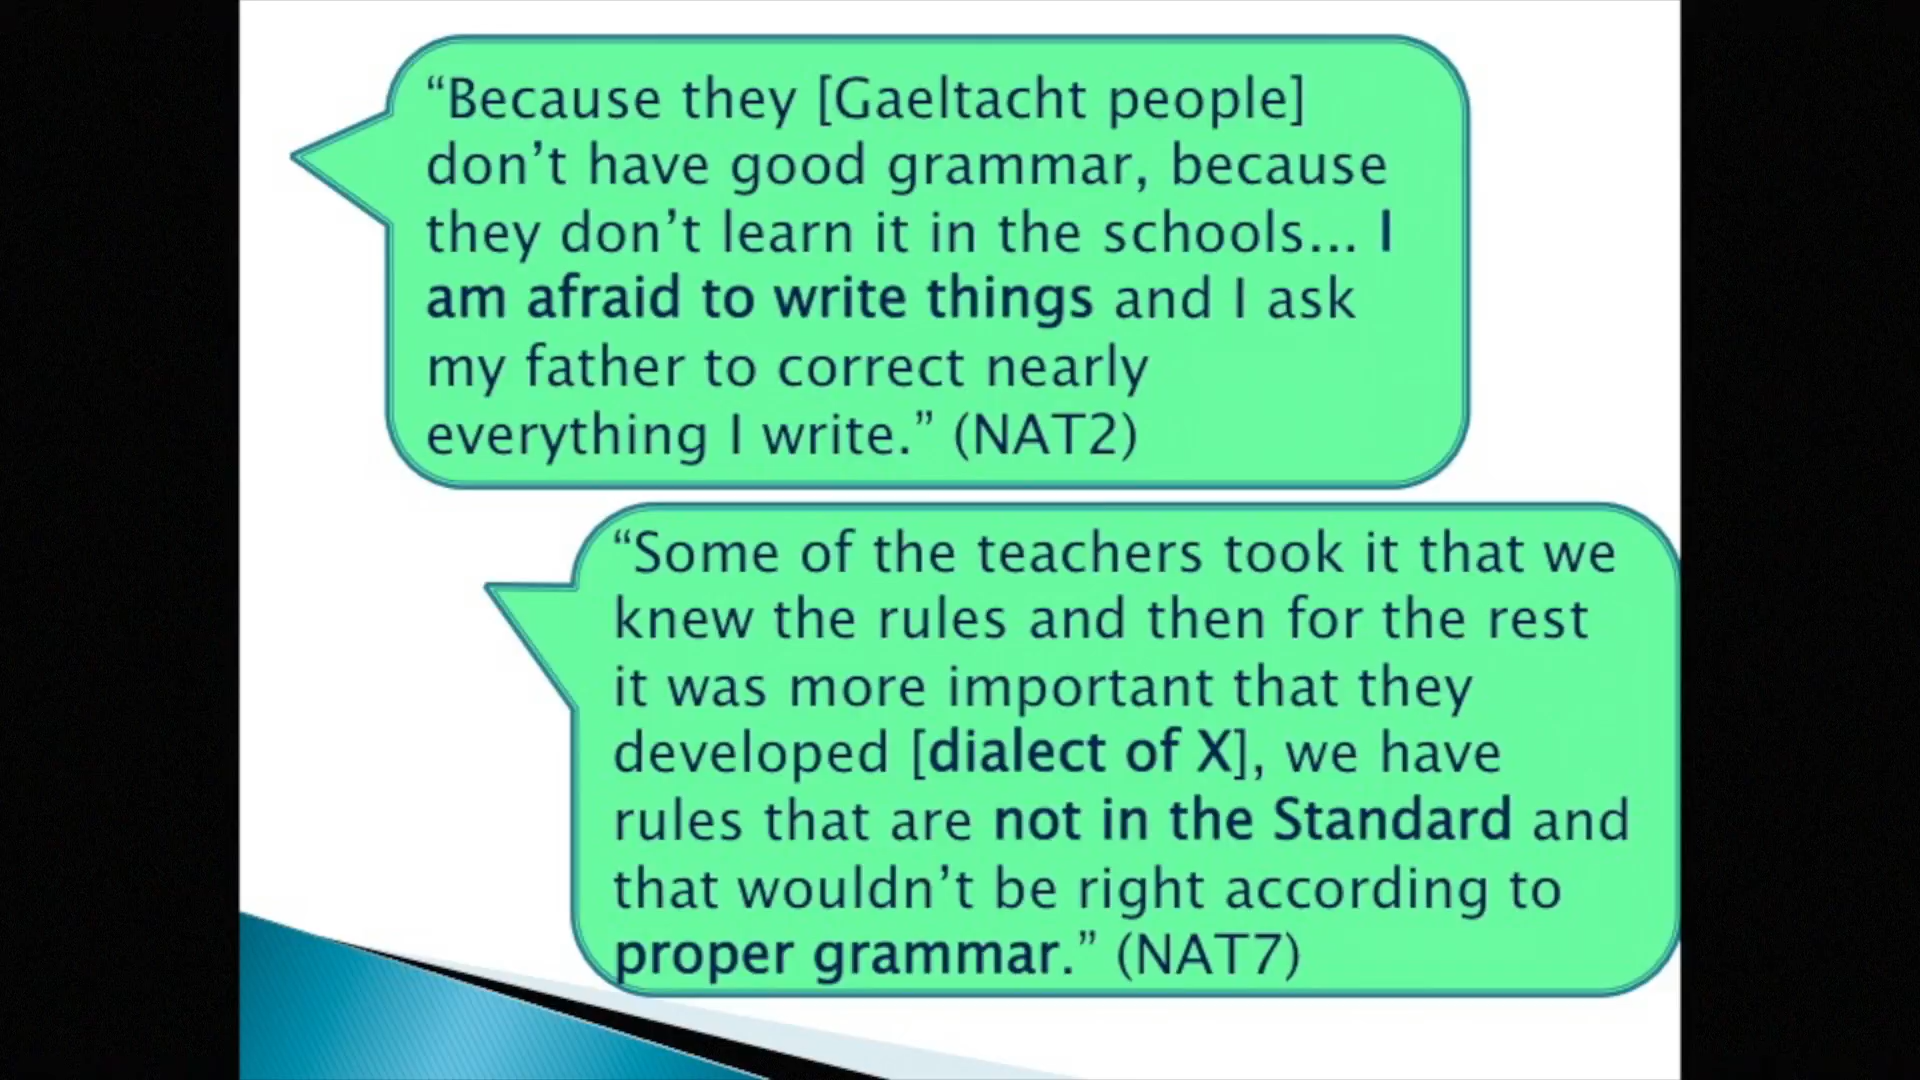 “Because they [Gaeltacht people]
don’t have good grammar, because
they don’t learn it in the schools... I
am afraid to write things and I ask
my father to correct nearly
everything I write.” (NAT2)
“Some of the teachers took it that we
knew the rules and then for the rest
it was more important that they
developed [dialect of X], we have
rules that are not in the Standard and
that wouldn’t be right according to
proper grammar.” (NAT7)